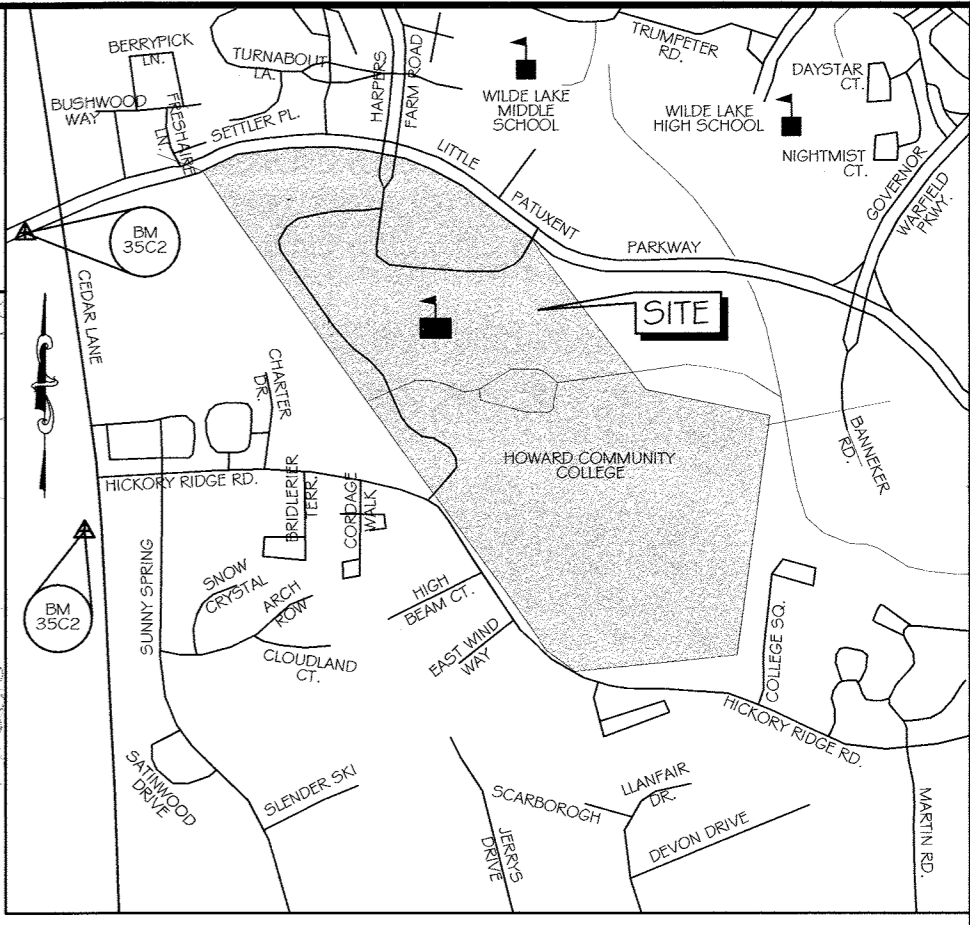 BERRYPICK
LN.
TURNABOUT
LA.
HARPERS
FARM ROAD
TRUMPETER
RD.
DAYSTAR
CT.
BUSHWOOD
WAY
FRESHAIRE
LN.
SETTLER PL.
WILDE LAKE
MIDDLE
SCHOOL
WILDE LAKE
HIGH SCHOOL
NIGHTMIST
CT.
LITTLE
PATUXENT
PARKWAY
GOVERNOR
WARFIELD
PKWY.
BM
35C2
CEDAR LANE
SITE
CHARTER
DR.
HOWARD COMMUNITY
COLLEGE
BANNEKER
RD.
HICKORY RIDGE RD.
BRIDLERIER
TERR.
CORDAGE
WALK
BM
35C2
SUNNY SPRING
SNOW
CRYSTAL
ARCH
ROW
CLOUDLAND
CT.
HIGH
BEAM CT.
EAST WIND
WAY
COLLEGE SQ.
HICKORY RIDGE RD.
SATINWOOD
DRIVE
SLENDER SKI
JERRYS
DRIVE
SCARBOROGH
LLANFAIR
DR.
DEVON DRIVE
MARTIN RD.